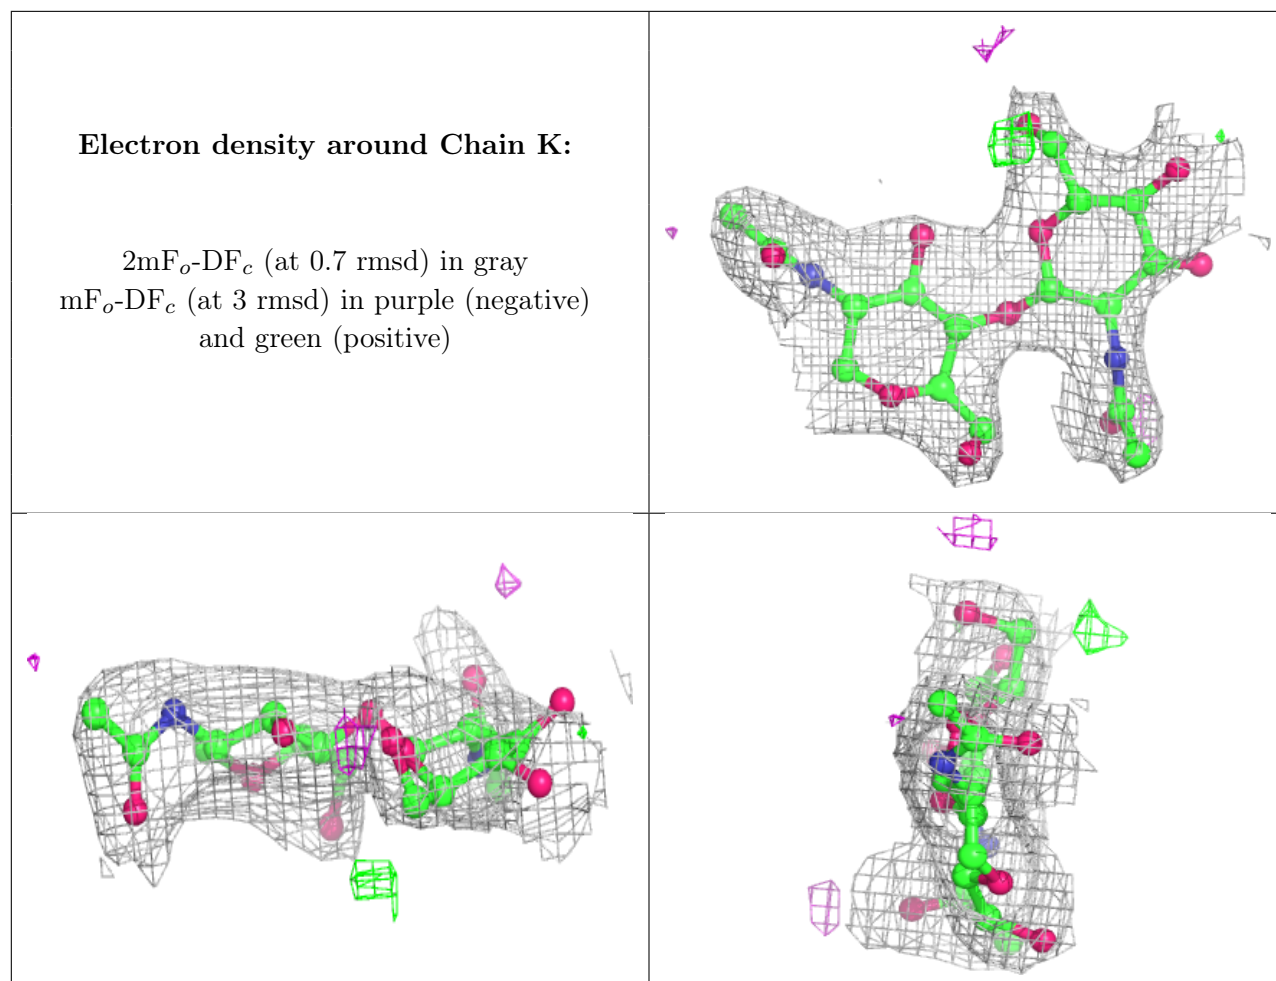 Electron density around Chain K:
2mFo-DFc (at 0.7 rmsd) in gray
mFo-DFc (at 3 rmsd) in purple (negative)
and green (positive)